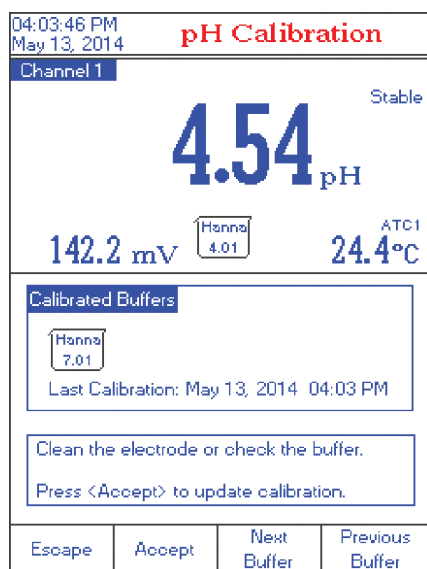 04:03:46 PM
May 13, 2014
pH Calibration
Channel 1
Stable
4.54 pH
142.2 mV
Hanna
4.01
ATC1
24.4°C
Calibrated Buffers
Hanna
7.01
Last Calibration: May 13, 2014 04:03 PM
Clean the electrode or check the buffer.
Press <Accept> to update calibration.
Escape
Accept
Next
Buffer
Previous
Buffer